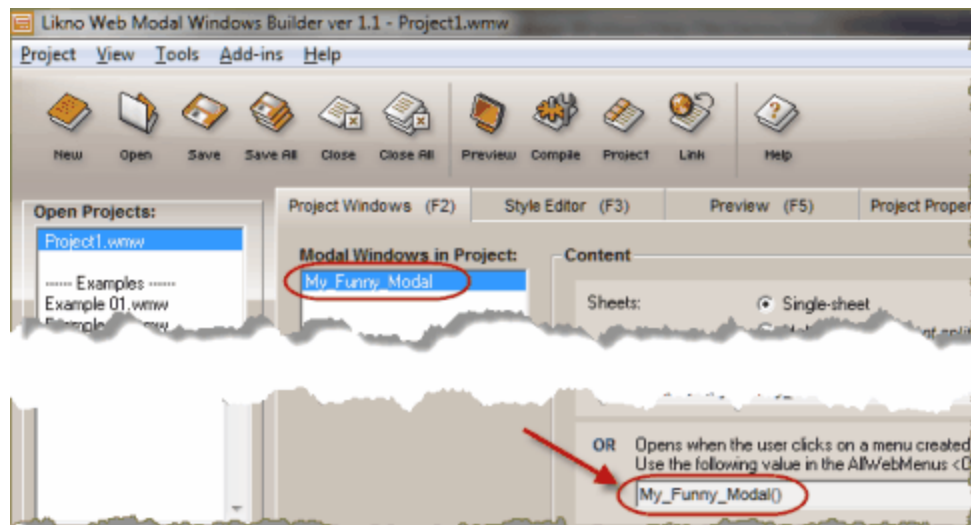 Likno Web Modal Windows Builder ver 1.1 - Project1.wmw
Project View Tools Add-ins Help
New Open Save Save All Close Close All Preview Compile Project Link Help
Open Projects:
Project1.wmw
------ Examples ------
Example 01.wmw
Project Windows (F2) Style Editor (F3) Preview (F5) Project Proper
Modal Windows in Project:
My_Funny_Modal
Content
Sheets: Single-sheet
OR Opens when the user clicks on a menu created
Use the following value in the AllWebMenus <O
My_Funny_Modal()